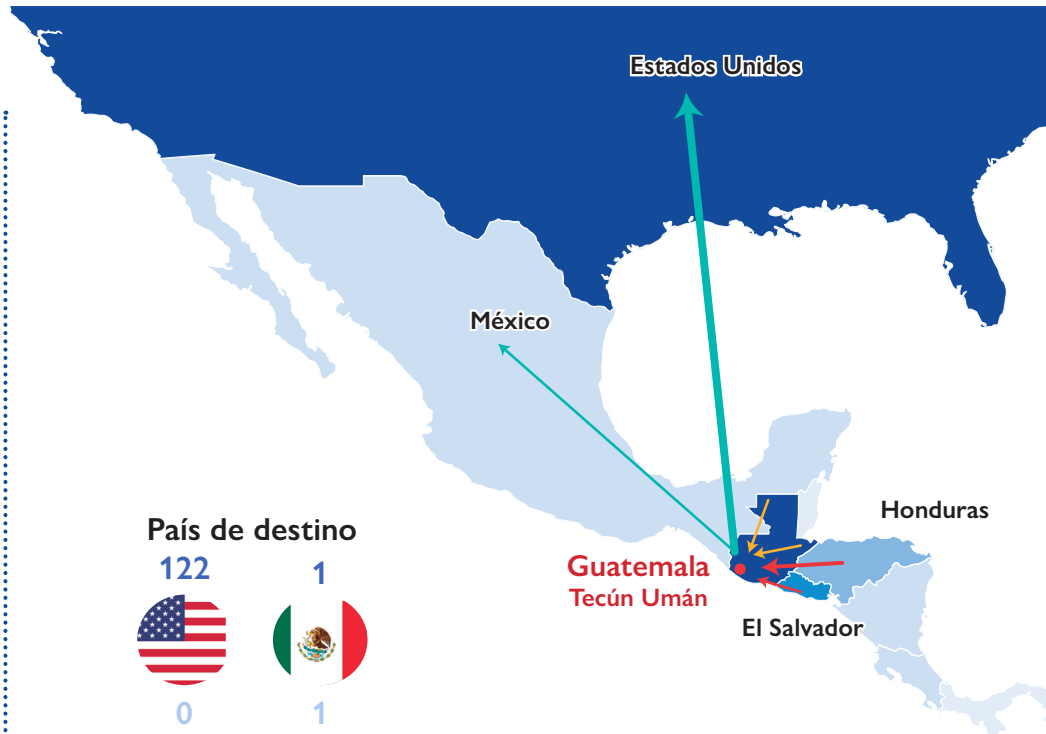 Estados Unidos
México
Honduras
Guatemala
Tecún Umán
El Salvador
País de destino
122 1
0 1